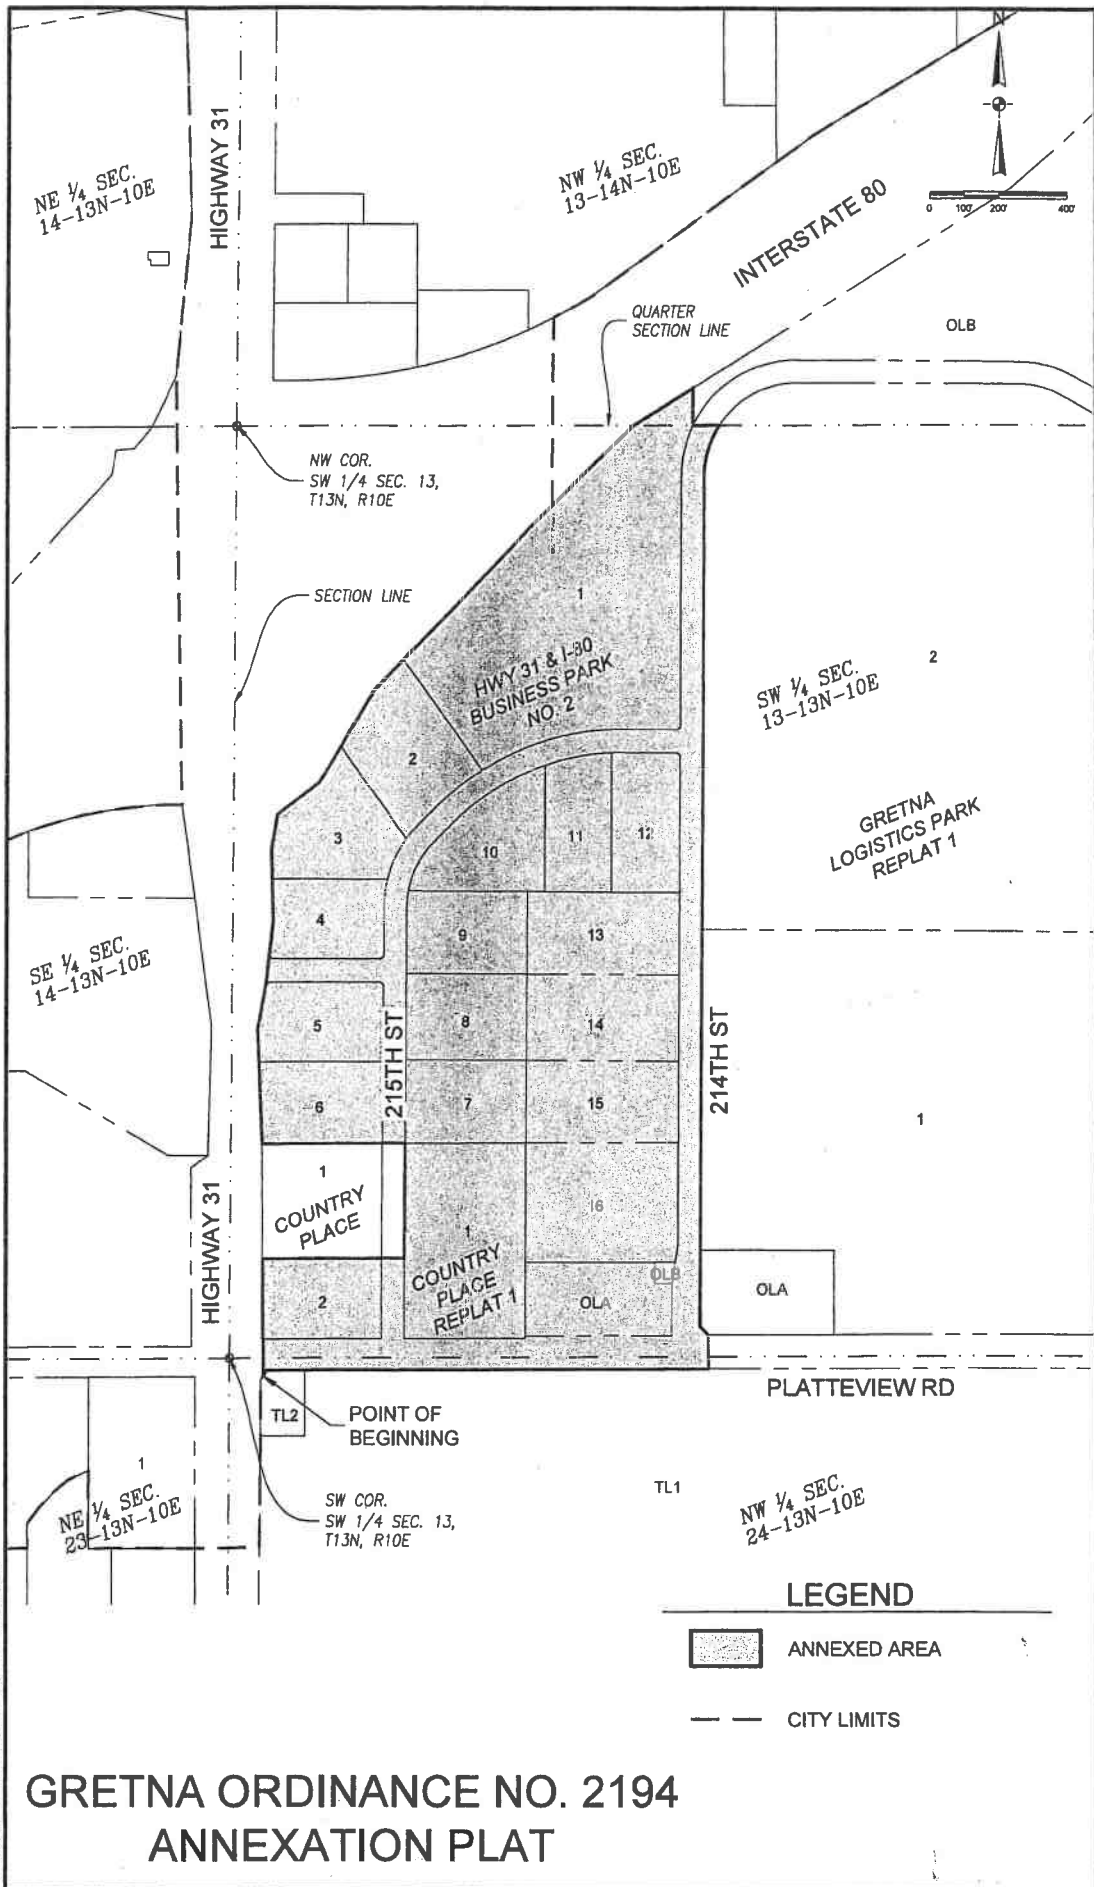 N
HIGHWAY 31
NE 1/4 SEC.
14-13N-10E
NW 1/4 SEC.
13-14N-10E
INTERSTATE 80
0 100' 200' 400'
QUARTER
SECTION LINE
OLB
NW COR.
SW 1/4 SEC. 13,
T13N, R10E
SECTION LINE
1
HWY 31 & I-80
BUSINESS PARK
NO. 2
2
SW 1/4 SEC.
13-13N-10E
2
GRETNA
LOGISTICS PARK
REPLAT 1
3
10
11
12
4
9
13
SE 1/4 SEC.
14-13N-10E
5
215TH ST
8
14
214TH ST
6
7
15
1
1
COUNTRY
PLACE
HIGHWAY 31
1
COUNTRY
PLACE
REPLAT 1
16
2
OLA
OLB
OLA
PLATTEVIEW RD
TL2
POINT OF
BEGINNING
1
NE 1/4 SEC.
23-13N-10E
SW COR.
SW 1/4 SEC. 13,
T13N, R10E
TL1
NW 1/4 SEC.
24-13N-10E
LEGEND
ANNEXED AREA
CITY LIMITS
GRETNA ORDINANCE NO. 2194
ANNEXATION PLAT